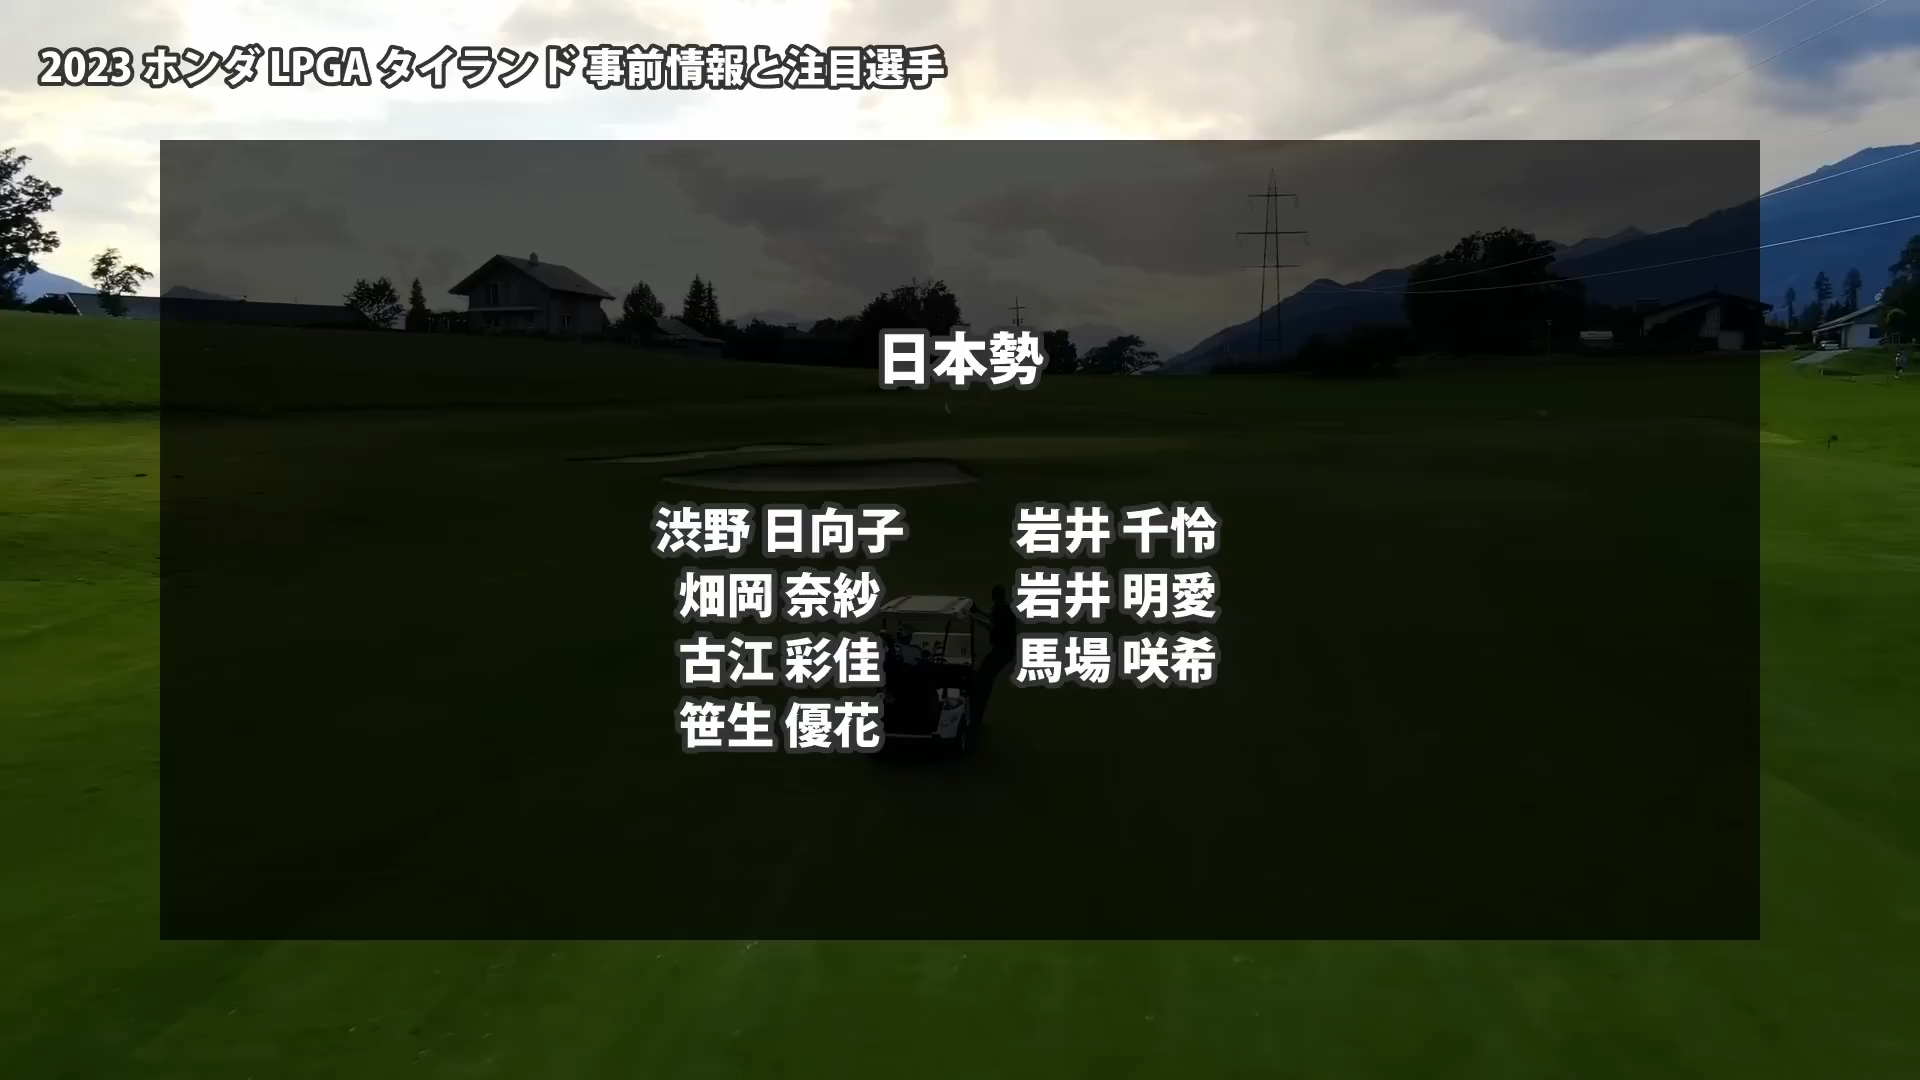 2023 ホンダ LPGA タイランド 事前情報と注目選手
日本勢
渋野 日向子
畑岡 奈紗
古江 彩佳
笹生 優花
岩井 千怜
岩井 明愛
馬場 咲希